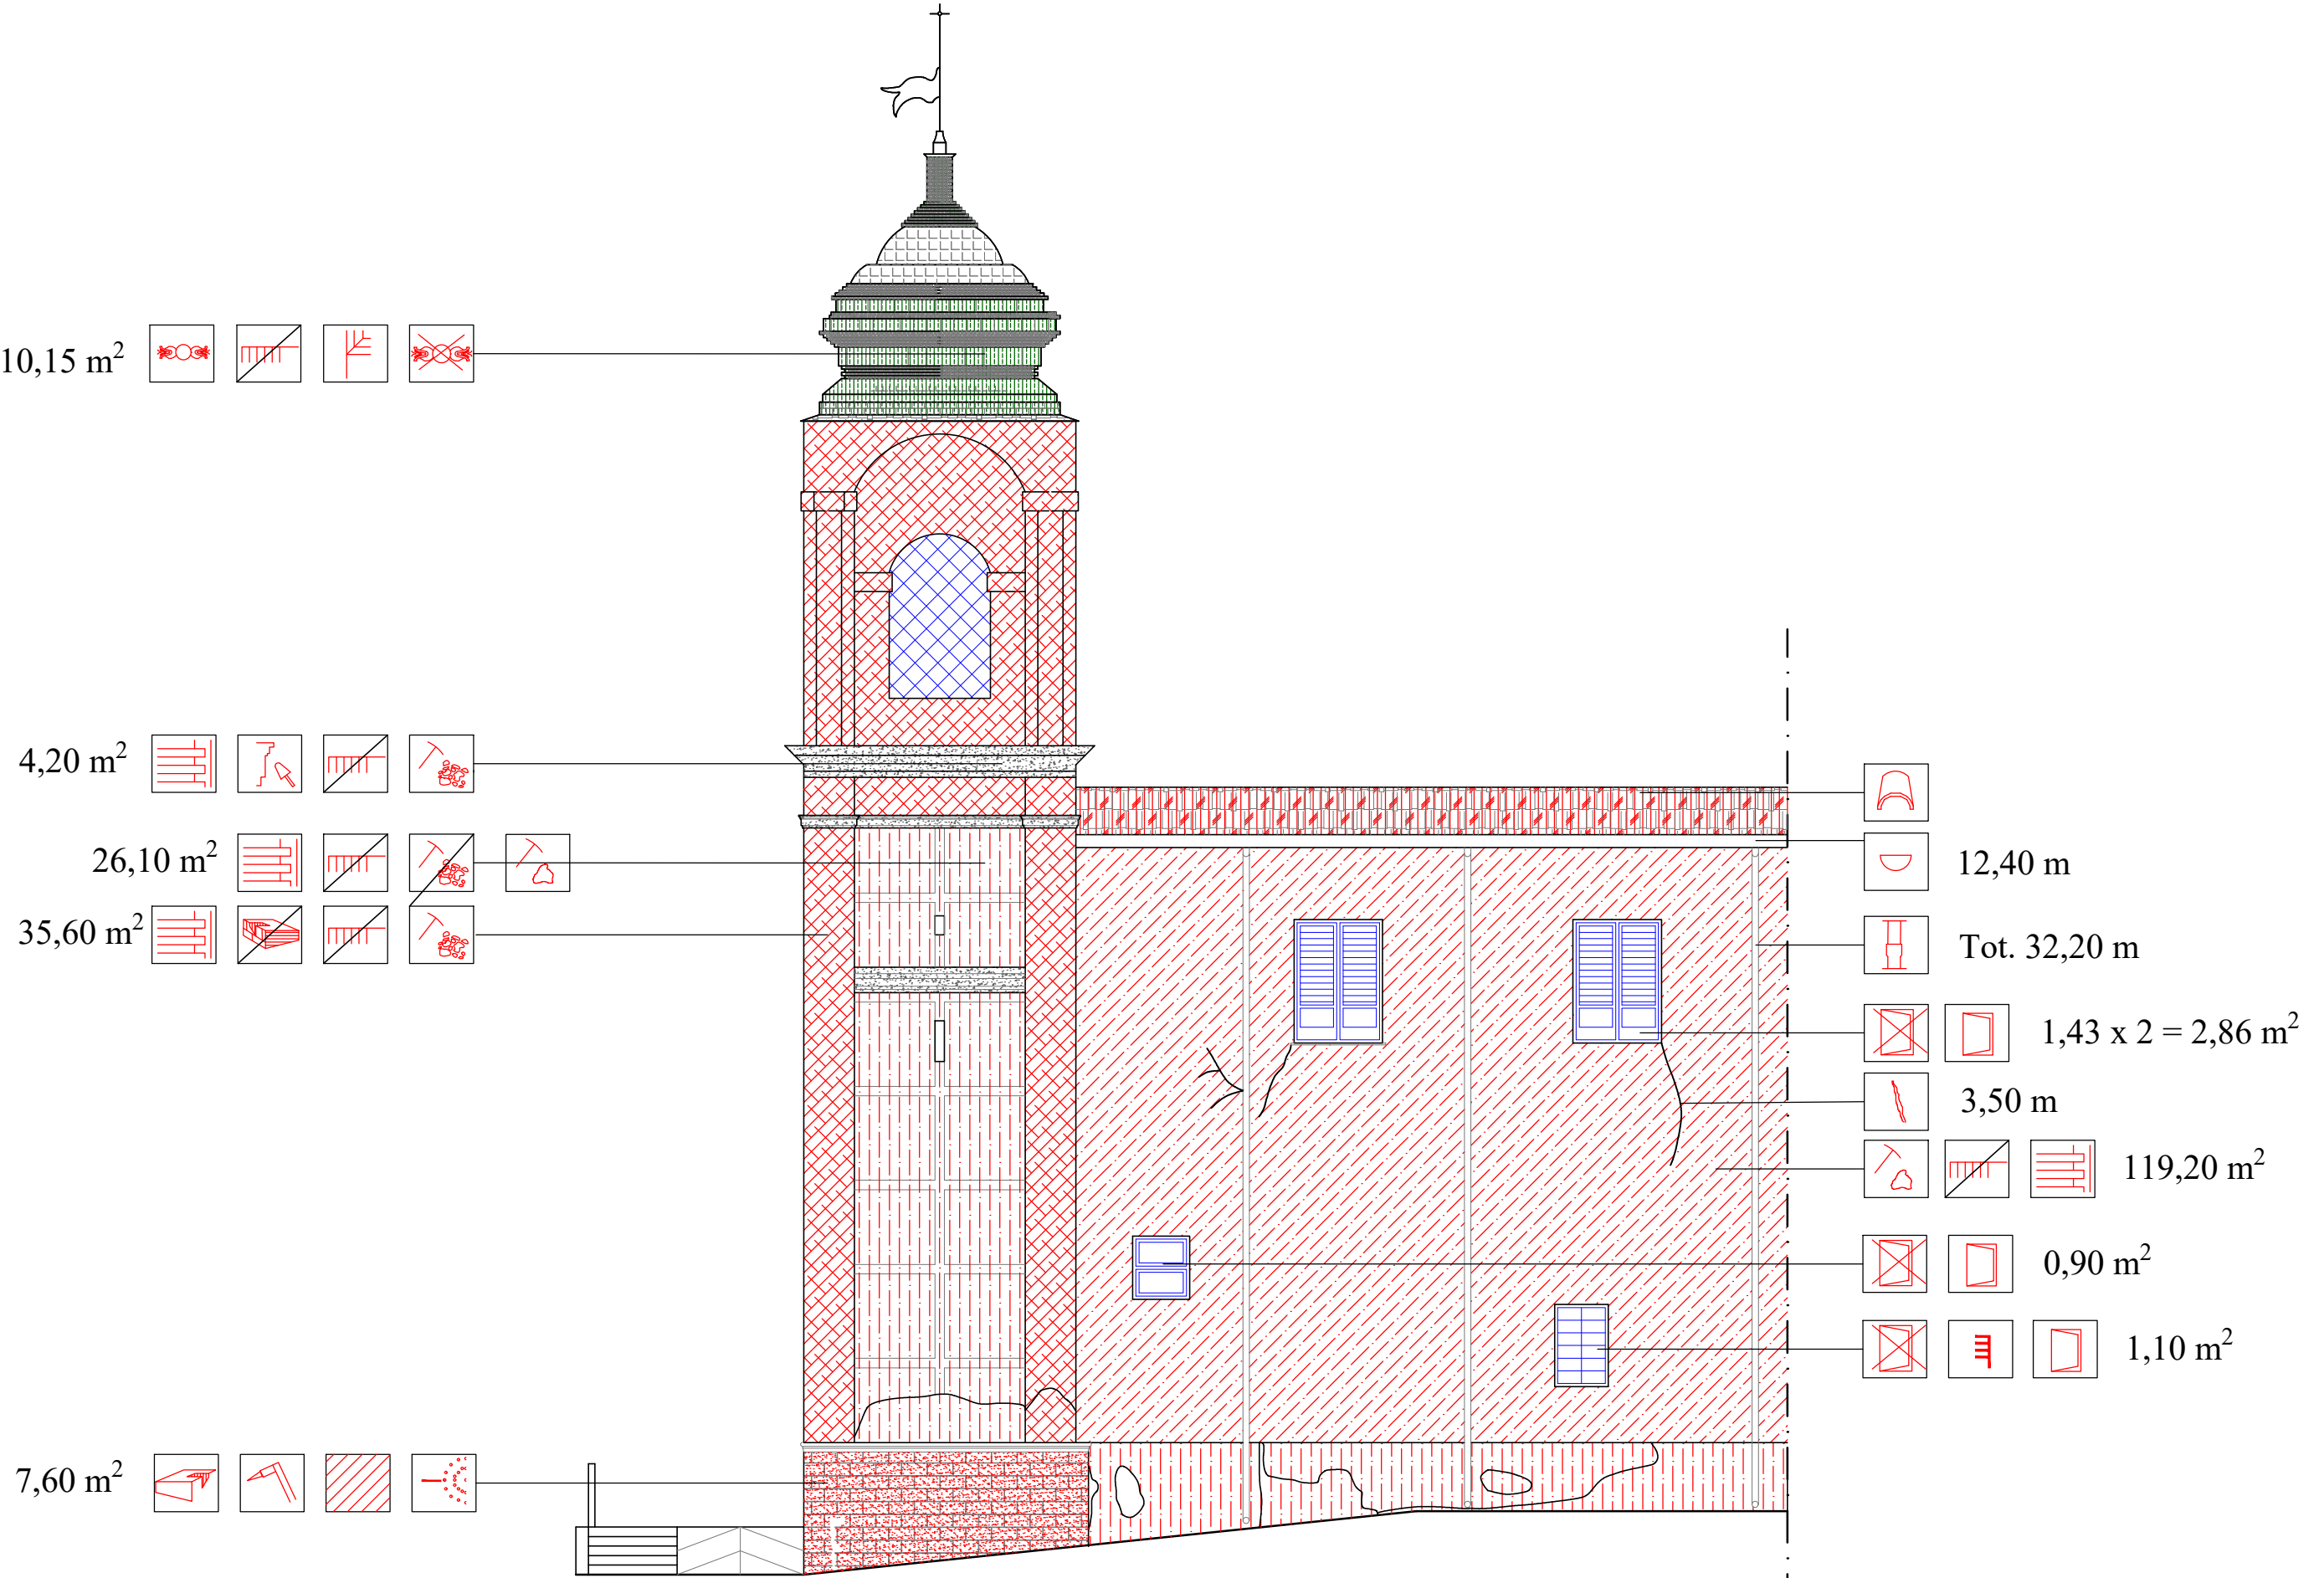 10,15 m²
4,20 m²
26,10 m²
35,60 m²
7,60 m²
12,40 m
Tot. 32,20 m
1,43 x 2 = 2,86 m²
3,50 m
119,20 m²
0,90 m²
1,10 m²